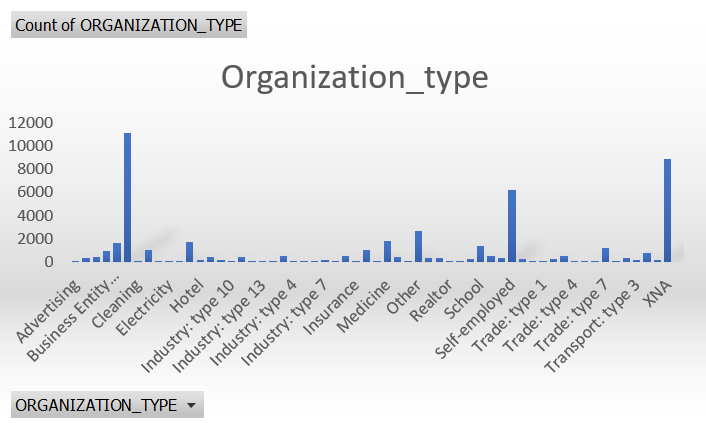 Count of ORGANIZATION_TYPE
Organization_type
12000
10000
8000
6000
4000
2000
0
Advertising
Business Entity…
Cleaning
Electricity
Hotel
Industry: type 10
Industry: type 13
Industry: type 4
Industry: type 7
Insurance
Medicine
Other
Realtor
School
Self-employed
Trade: type 1
Trade: type 4
Trade: type 7
Transport: type 3
XNA
ORGANIZATION_TYPE